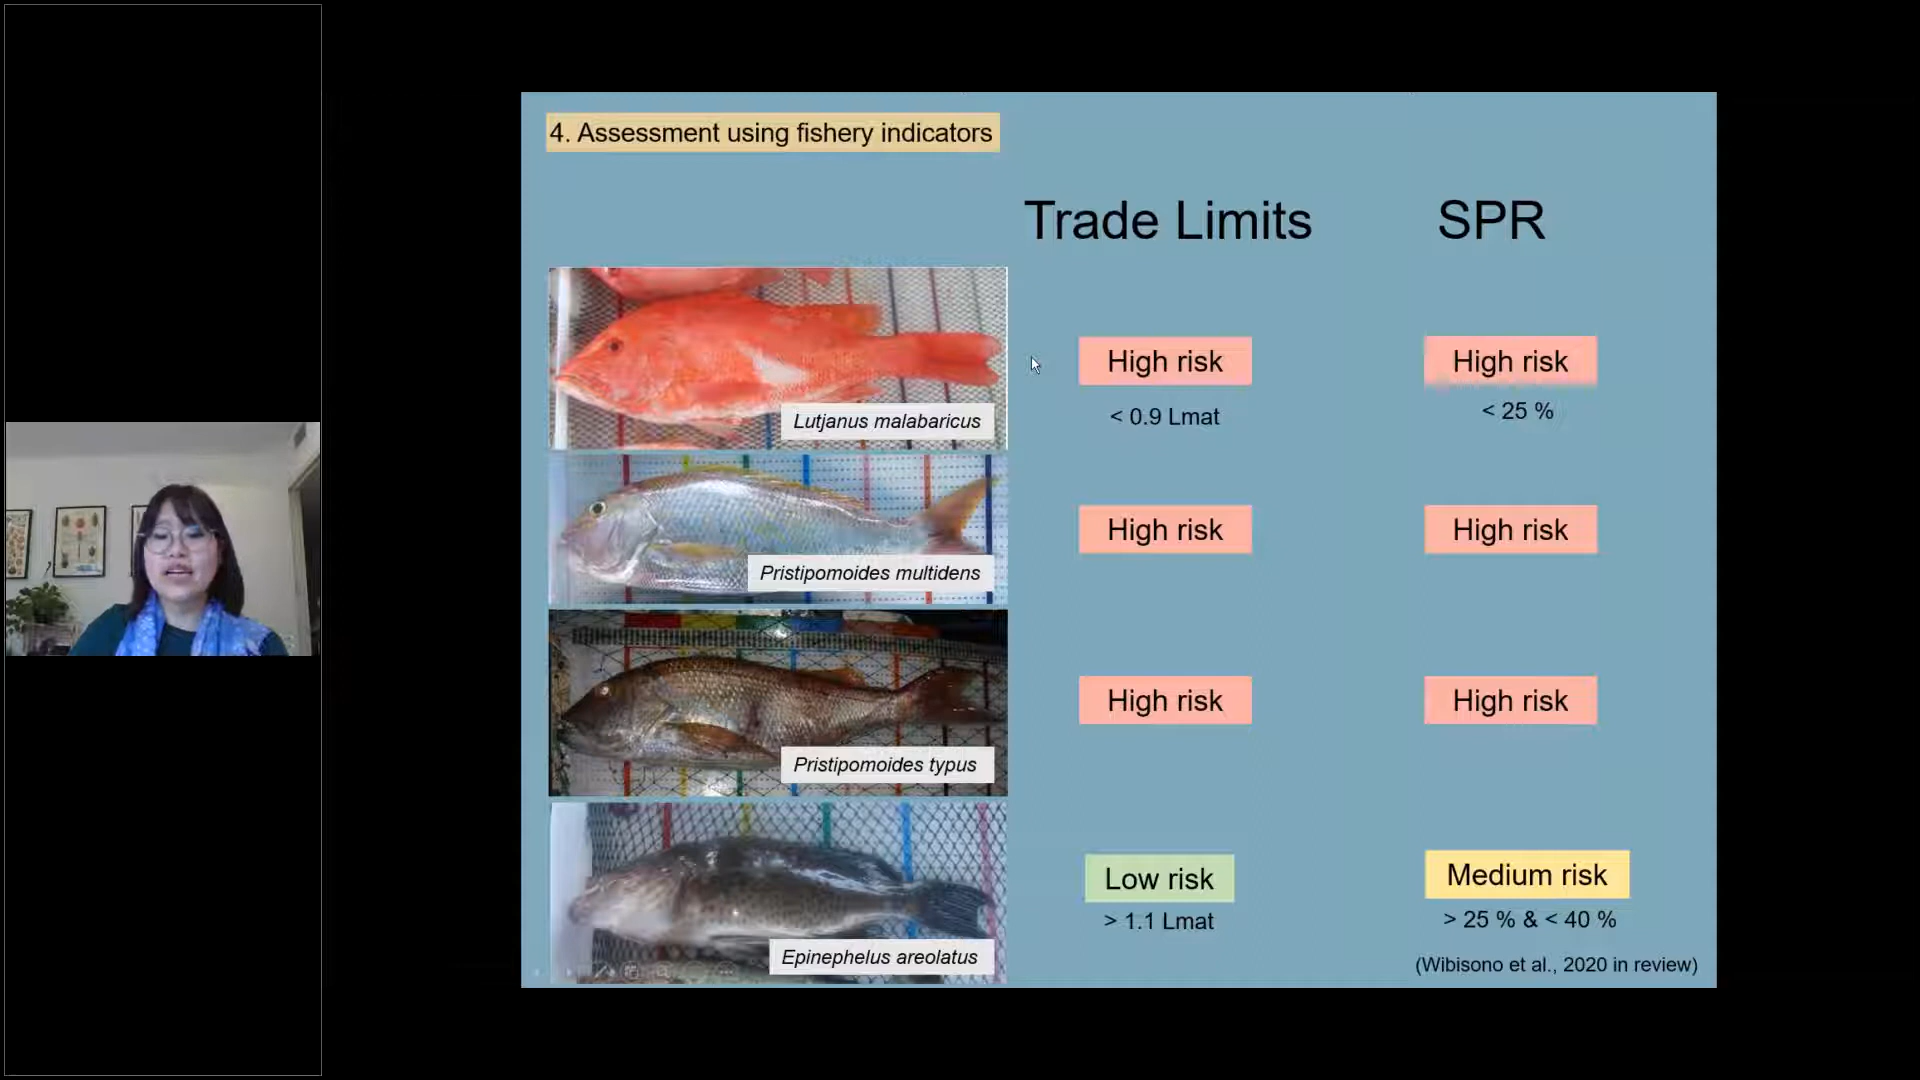 4. Assessment using fishery indicators
Trade Limits
SPR
Lutjanus malabaricus
High risk
< 0.9 Lmat
High risk
< 25 %
Pristipomoides multidens
High risk
High risk
Pristipomoides typus
High risk
High risk
Epinephelus areolatus
Low risk
> 1.1 Lmat
Medium risk
> 25 % & < 40 %
(Wibisono et al., 2020 in review)